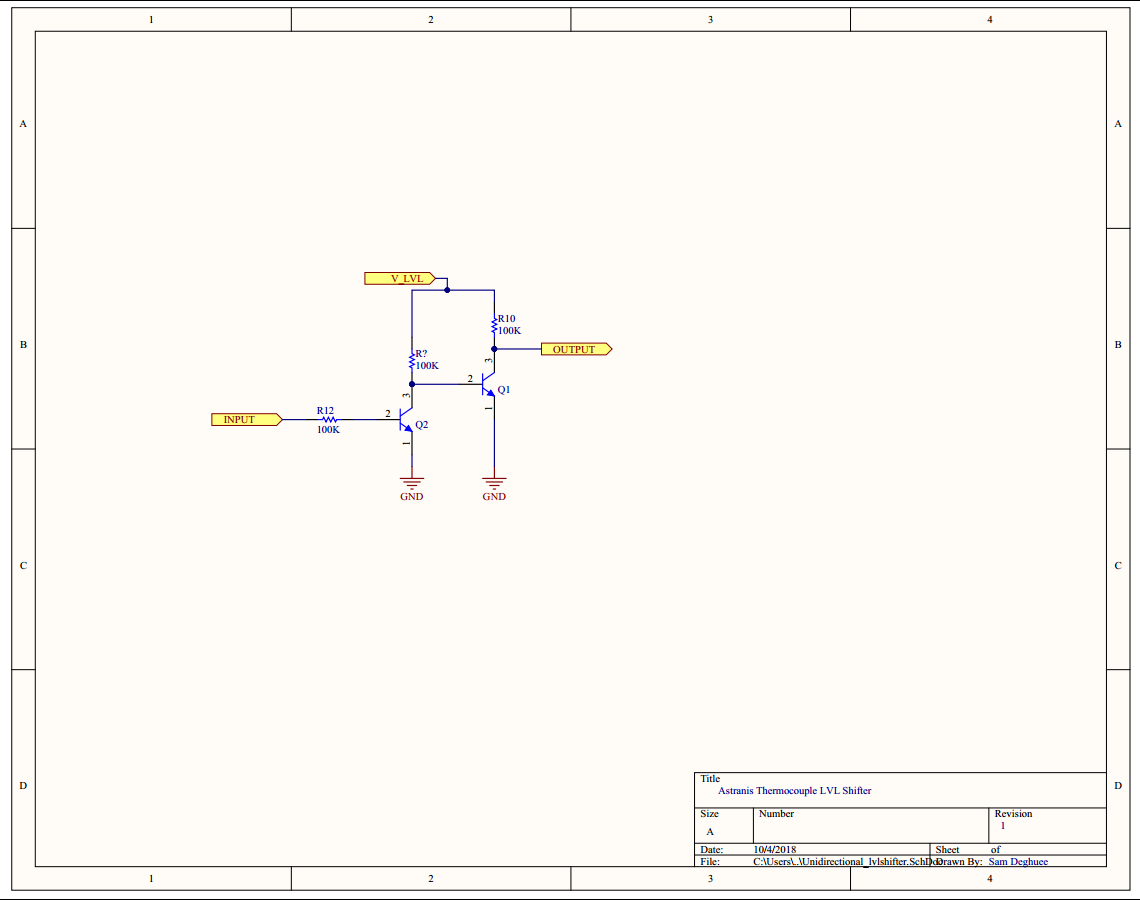 1 2 3 4
A A
V_LVL
R10
100K
B B
OUTPUT
R?
100K
3
2
3
Q1
INPUT
R12
100K
2
1
Q2
1
GND GND
C C
D D
Title
Astranis Thermocouple LVL Shifter
Size Number Revision
A 1
Date: 10/4/2018 Sheet of
File: C:\Users\..\Unidirectional_lvlshifter.SchDoc Drawn By: Sam Deghuee
1 2 3 4